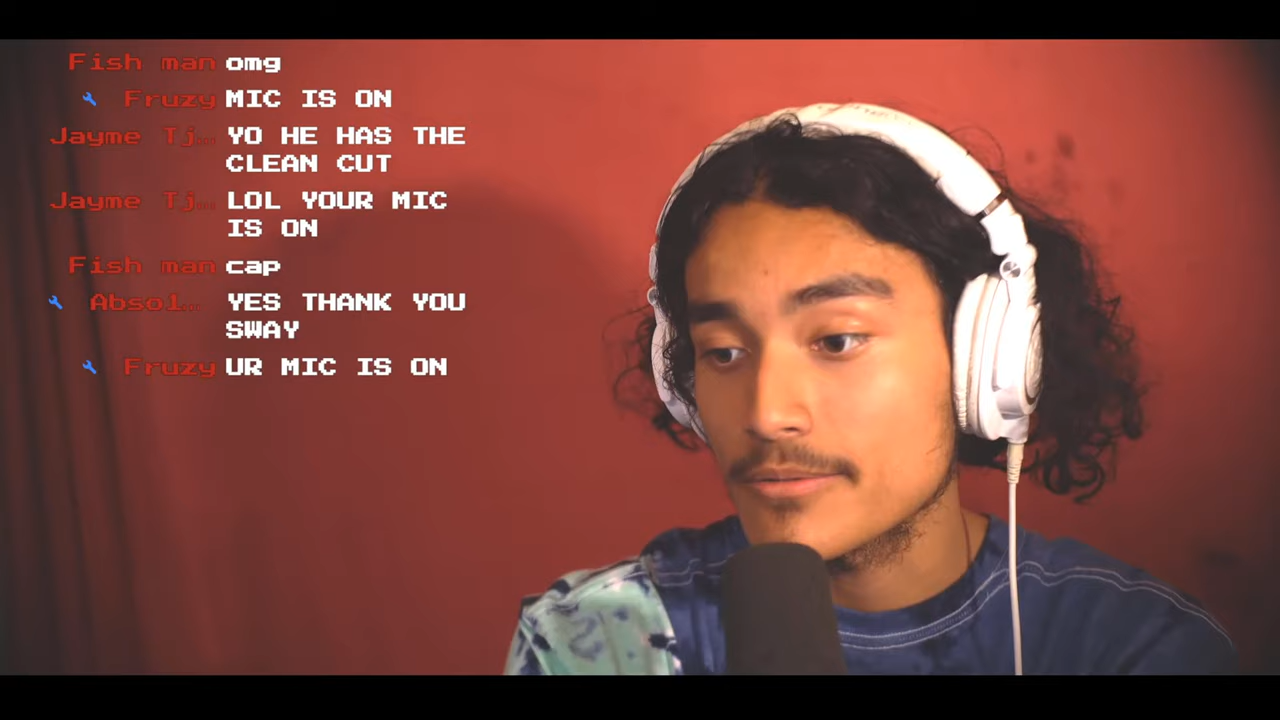 Fish man omg
Fruzy MIC IS ON
Jayme Tj… YO HE HAS THE
CLEAN CUT
Jayme Tj… LOL YOUR MIC
IS ON
Fish man cap
Absol… YES THANK YOU
SWAY
Fruzy UR MIC IS ON